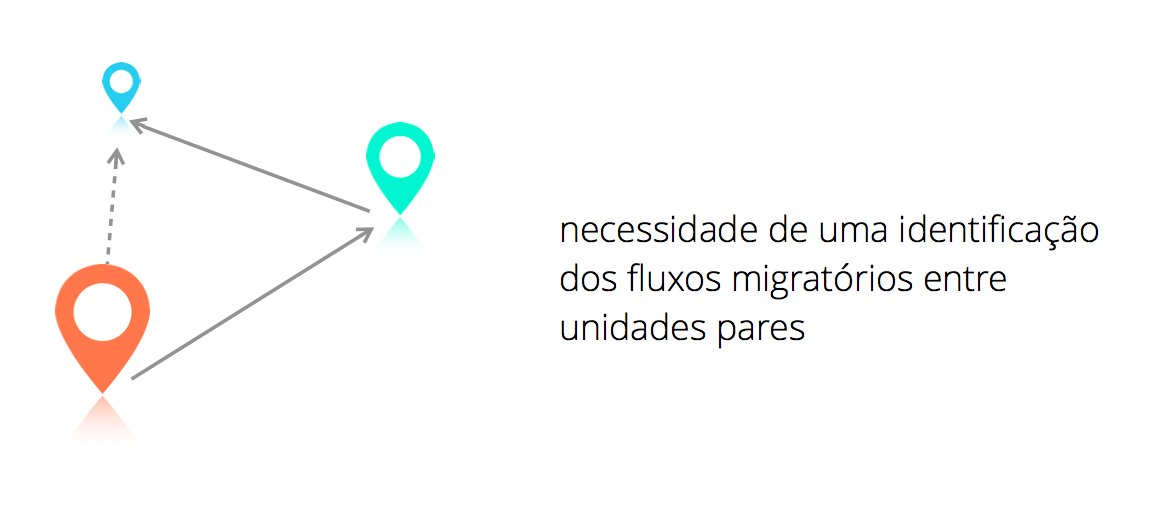 necessidade de uma identificação
dos fluxos migratórios entre
unidades pares